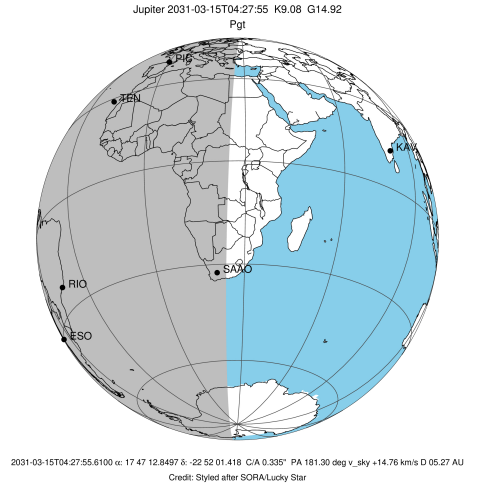 Jupiter 2031-03-15T04:27:55 K9.08 G14.92
Pgt
PIC
TEN
KAV
SAAO
RIO
ESO
2031-03-15T04:27:55.6100 α: 17 47 12.8497 δ: -22 52 01.418 C/A 0.335" PA 181.30 deg v_sky +14.76 km/s D 05.27 AU
Credit: Styled after SORA/Lucky Star